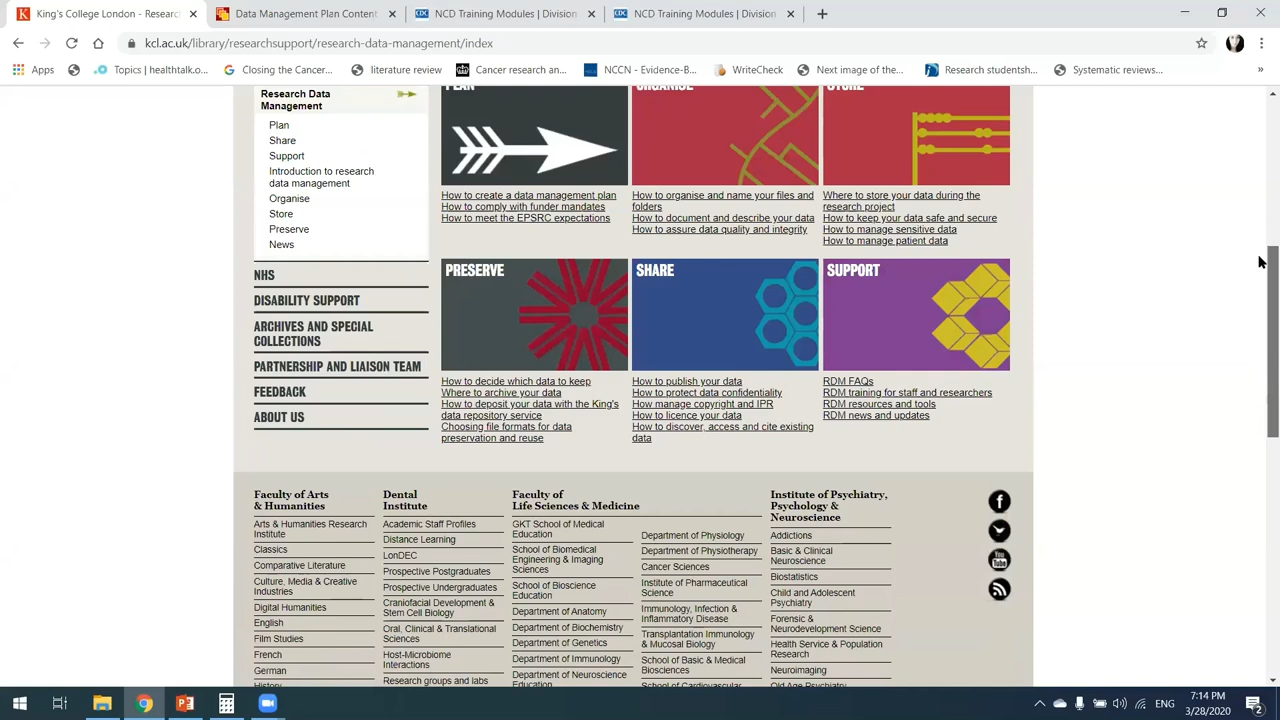 King's College London - Researc
Data Management Plan Content
NCD Training Modules | Division
NCD Training Modules | Division
kcl.ac.uk/library/researchsupport/research-data-management/index
Apps
Topics | healthtalk.o...
Closing the Cancer...
literature review
Cancer research an...
NCCN - Evidence-B...
WriteCheck
Next image of the...
Research studentsh...
Systematic reviews...
Research Data
Management
Plan
Share
Support
Introduction to research
data management
Organise
Store
Preserve
News
NHS
DISABILITY SUPPORT
ARCHIVES AND SPECIAL
COLLECTIONS
PARTNERSHIP AND LIAISON TEAM
FEEDBACK
ABOUT US
PLAN
How to create a data management plan
How to comply with funder mandates
How to meet the EPSRC expectations
ORGANISE
How to organise and name your files and
folders
How to document and describe your data
How to assure data quality and integrity
STORE
Where to store your data during the
research project
How to keep your data safe and secure
How to manage sensitive data
How to manage patient data
PRESERVE
How to decide which data to keep
Where to archive your data
How to deposit your data with the King's
data repository service
Choosing file formats for data
preservation and reuse
SHARE
How to publish your data
How to protect data confidentiality
How manage copyright and IPR
How to licence your data
How to discover, access and cite existing
data
SUPPORT
RDM FAQs
RDM training for staff and researchers
RDM resources and tools
RDM news and updates
Faculty of Arts
& Humanities
Arts & Humanities Research
Institute
Classics
Comparative Literature
Culture, Media & Creative
Industries
Digital Humanities
English
Film Studies
French
German
History
Dental
Institute
Academic Staff Profiles
Distance Learning
LonDEC
Prospective Postgraduates
Prospective Undergraduates
Craniofacial Development &
Stem Cell Biology
Oral, Clinical & Translational
Sciences
Host-Microbiome
Interactions
Research groups and labs
Faculty of
Life Sciences & Medicine
GKT School of Medical
Education
School of Biomedical
Engineering & Imaging
Sciences
School of Bioscience
Education
Department of Anatomy
Department of Biochemistry
Department of Genetics
Department of Immunology
Department of Neuroscience
Education
Department of Physiology
Department of Physiotherapy
Cancer Sciences
Institute of Pharmaceutical
Science
Immunology, Infection &
Inflammatory Disease
Transplantation Immunology
& Mucosal Biology
School of Basic & Medical
Biosciences
School of Cardiovascular
Institute of Psychiatry,
Psychology &
Neuroscience
Addictions
Basic & Clinical
Neuroscience
Biostatistics
Child and Adolescent
Psychiatry
Forensic &
Neurodevelopment Science
Health Service & Population
Research
Neuroimaging
Old Age Psychiatry
You
Tube
ENG
7:14 PM
3/28/2020
2